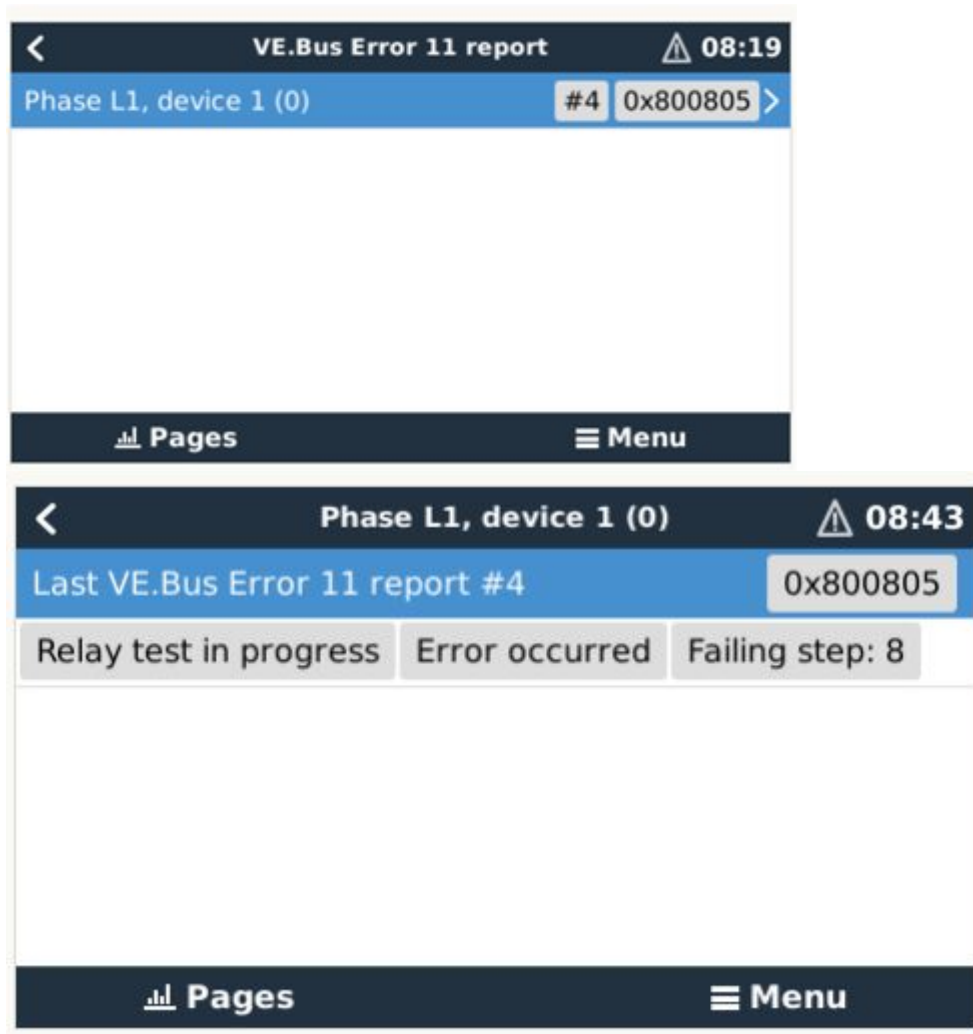 VE.Bus Error 11 report 08:19
Phase L1, device 1 (0) #4 0x800805
Pages Menu
Phase L1, device 1 (0) 08:43
Last VE.Bus Error 11 report #4 0x800805
Relay test in progress Error occurred Failing step: 8
Pages Menu